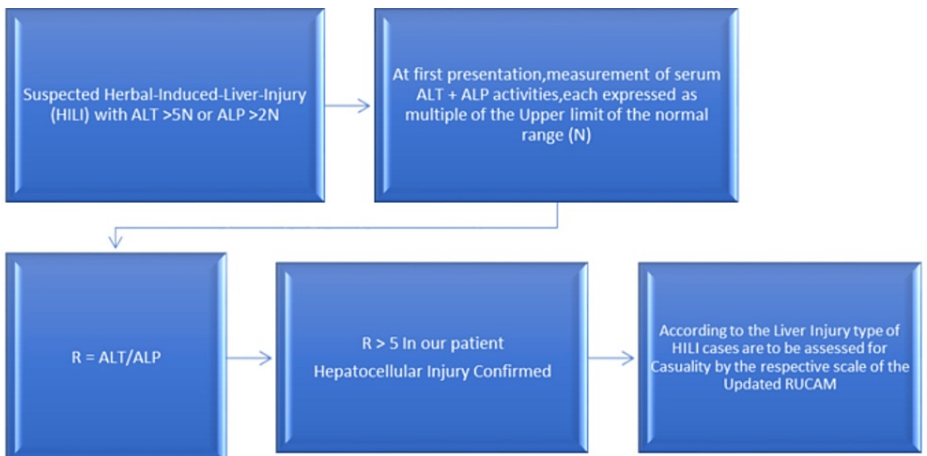 Suspected Herbal-Induced-Liver-Injury
(HILI) with ALT >5N or ALP >2N
At first presentation,measurement of serum
ALT + ALP activities,each expressed as
multiple of the Upper limit of the normal
range (N)
R = ALT/ALP
R > 5 In our patient
Hepatocellular Injury Confirmed
According to the Liver Injury type of
HILI cases are to be assessed for
Casuality by the respective scale of the
Updated RUCAM